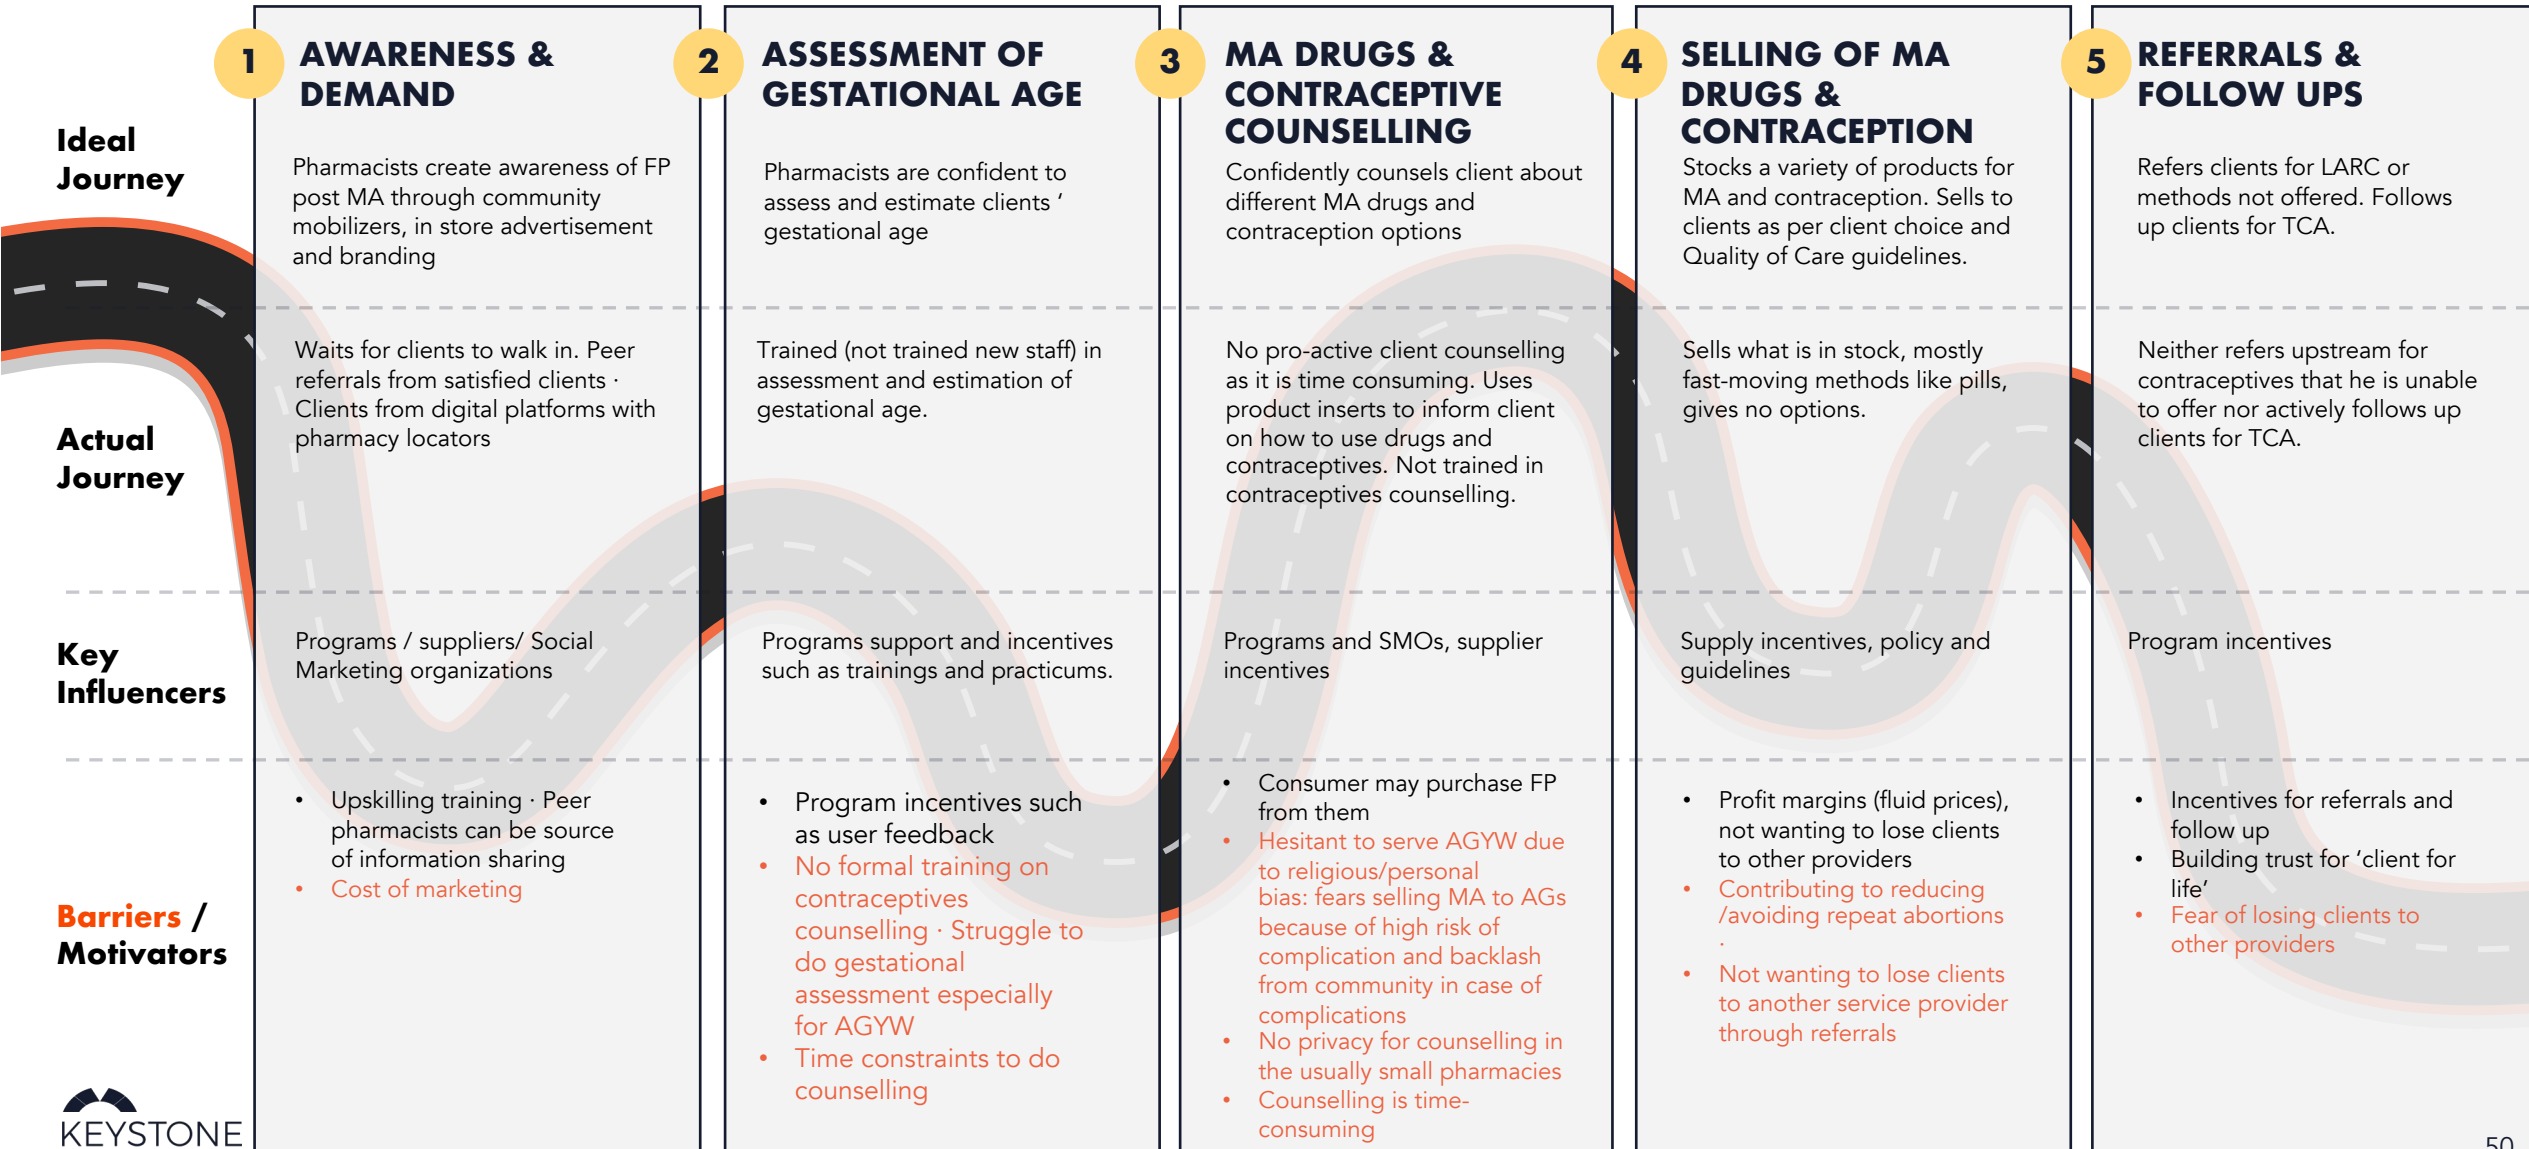 1
AWARENESS &
DEMAND
2
ASSESSMENT OF
GESTATIONAL AGE
3
MA DRUGS &
CONTRACEPTIVE
COUNSELLING
4
SELLING OF MA
DRUGS &
CONTRACEPTION
5
REFERRALS &
FOLLOW UPS
Ideal
Journey
Pharmacists create awareness of FP
post MA through community
mobilizers, in store advertisement
and branding
Pharmacists are confident to
assess and estimate clients ‘
gestational age
Confidently counsels client about
different MA drugs and
contraception options
Stocks a variety of products for
MA and contraception. Sells to
clients as per client choice and
Quality of Care guidelines.
Refers clients for LARC or
methods not offered. Follows
up clients for TCA.
Actual
Journey
Waits for clients to walk in. Peer
referrals from satisfied clients ·
Clients from digital platforms with
pharmacy locators
Trained (not trained new staff) in
assessment and estimation of
gestational age.
No pro-active client counselling
as it is time consuming. Uses
product inserts to inform client
on how to use drugs and
contraceptives. Not trained in
contraceptives counselling.
Sells what is in stock, mostly
fast-moving methods like pills,
gives no options.
Neither refers upstream for
contraceptives that he is unable
to offer nor actively follows up
clients for TCA.
Key
Influencers
Programs / suppliers/ Social
Marketing organizations
Programs support and incentives
such as trainings and practicums.
Programs and SMOs, supplier
incentives
Supply incentives, policy and
guidelines
Program incentives
Barriers /
Motivators
• Upskilling training · Peer
pharmacists can be source
of information sharing
• Cost of marketing
• Program incentives such
as user feedback
• No formal training on
contraceptives
counselling · Struggle to
do gestational
assessment especially
for AGYW
• Time constraints to do
counselling
• Consumer may purchase FP
from them
• Hesitant to serve AGYW due
to religious/personal
bias: fears selling MA to AGs
because of high risk of
complication and backlash
from community in case of
complications
• No privacy for counselling in
the usually small pharmacies
• Counselling is time-
consuming
• Profit margins (fluid prices),
not wanting to lose clients
to other providers
• Contributing to reducing
/avoiding repeat abortions
·
• Not wanting to lose clients
to another service provider
through referrals
• Incentives for referrals and
follow up
• Building trust for ‘client for
life’
• Fear of losing clients to
other providers
KEYSTONE
50